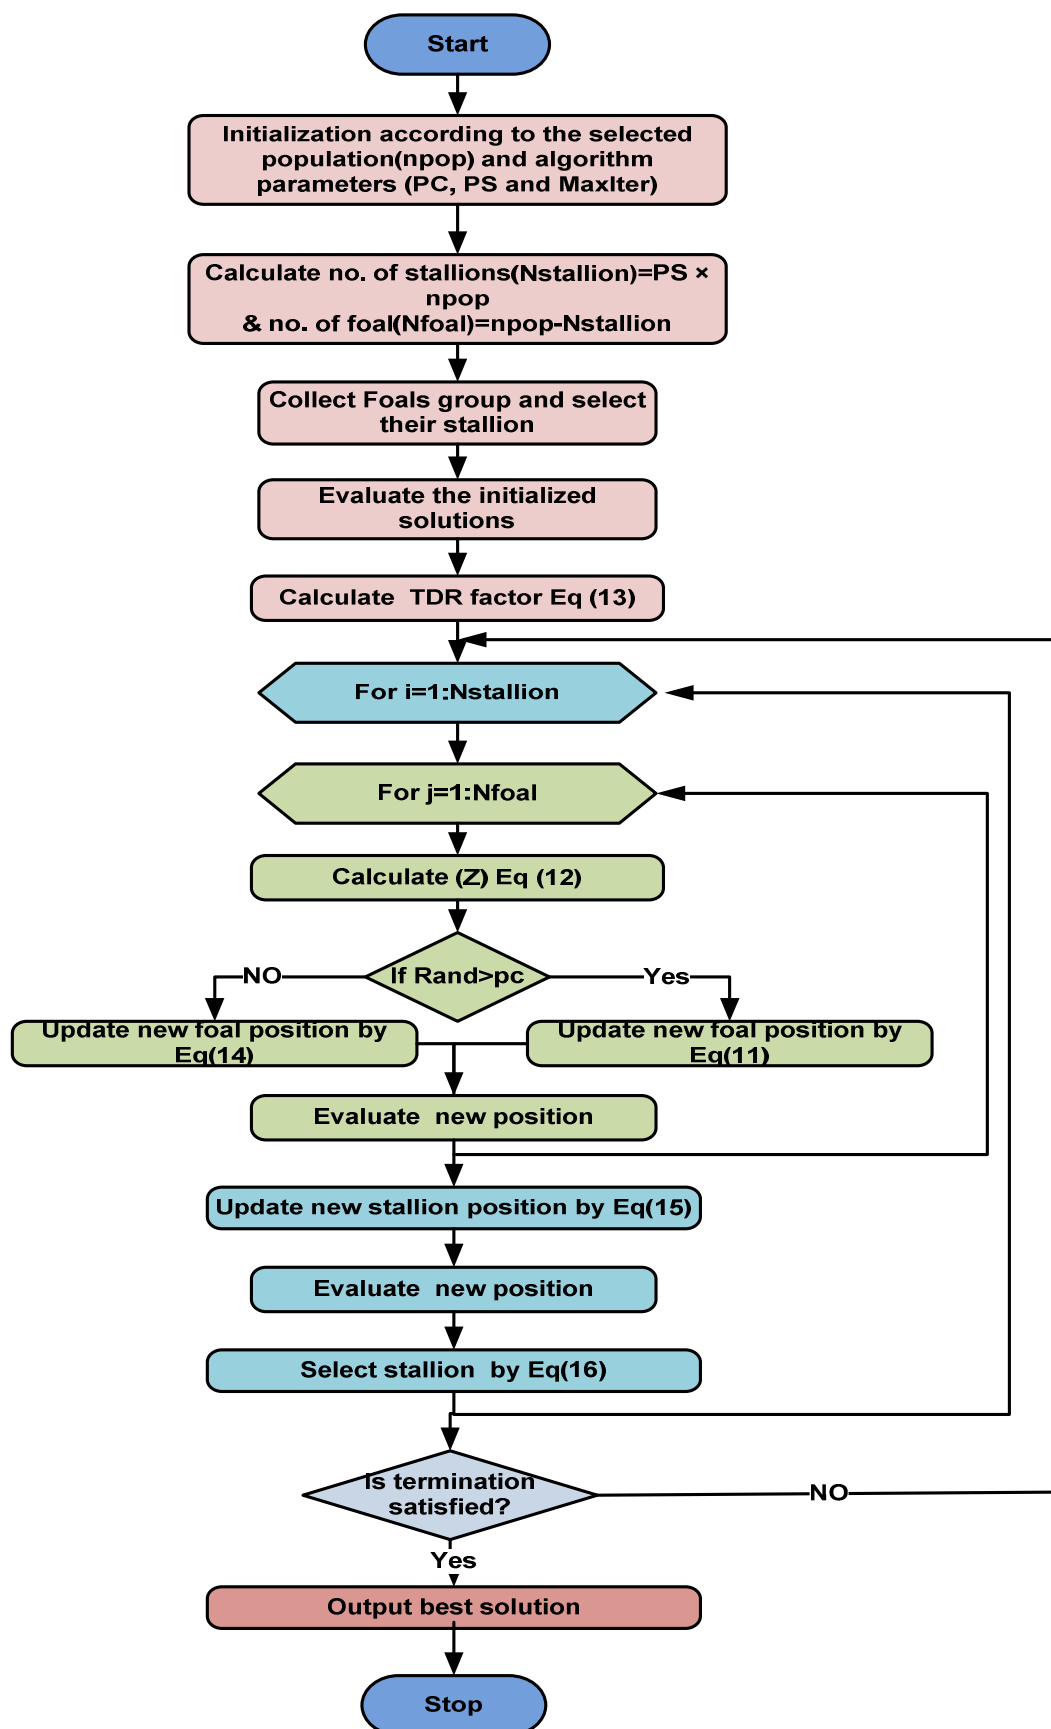 Start
Initialization according to the selected
population(npop) and algorithm
parameters (PC, PS and MaxIter)
Calculate no. of stallions(Nstallion)=PS ×
npop
& no. of foal(Nfoal)=npop-Nstallion
Collect Foals group and select
their stallion
Evaluate the initialized
solutions
Calculate TDR factor Eq (13)
For i=1:Nstallion
For j=1:Nfoal
Calculate (Z) Eq (12)
If Rand>pc
NO
Yes
Update new foal position by
Eq(14)
Update new foal position by
Eq(11)
Evaluate new position
Update new stallion position by Eq(15)
Evaluate new position
Select stallion by Eq(16)
Is termination
satisfied?
NO
Yes
Output best solution
Stop